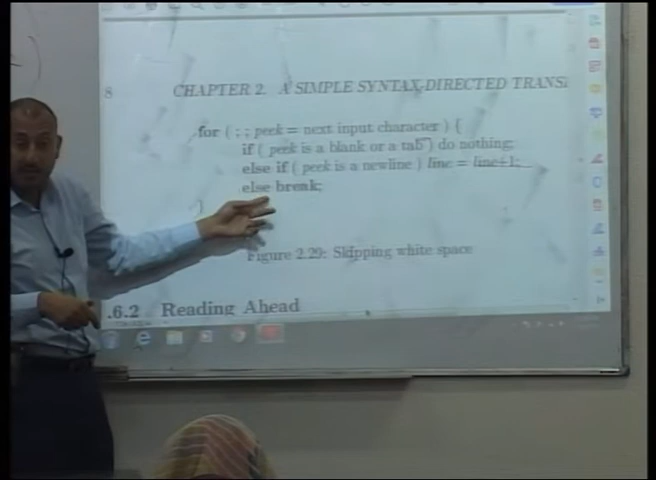 8 CHAPTER 2. A SIMPLE SYNTAX-DIRECTED TRANS
for ( ; ; peek = next input character ) {
if ( peek is a blank or a tab ) do nothing;
else if ( peek is a newline ) line = line+1;
else break;
}
Figure 2.29: Skipping white space
.6.2 Reading Ahead